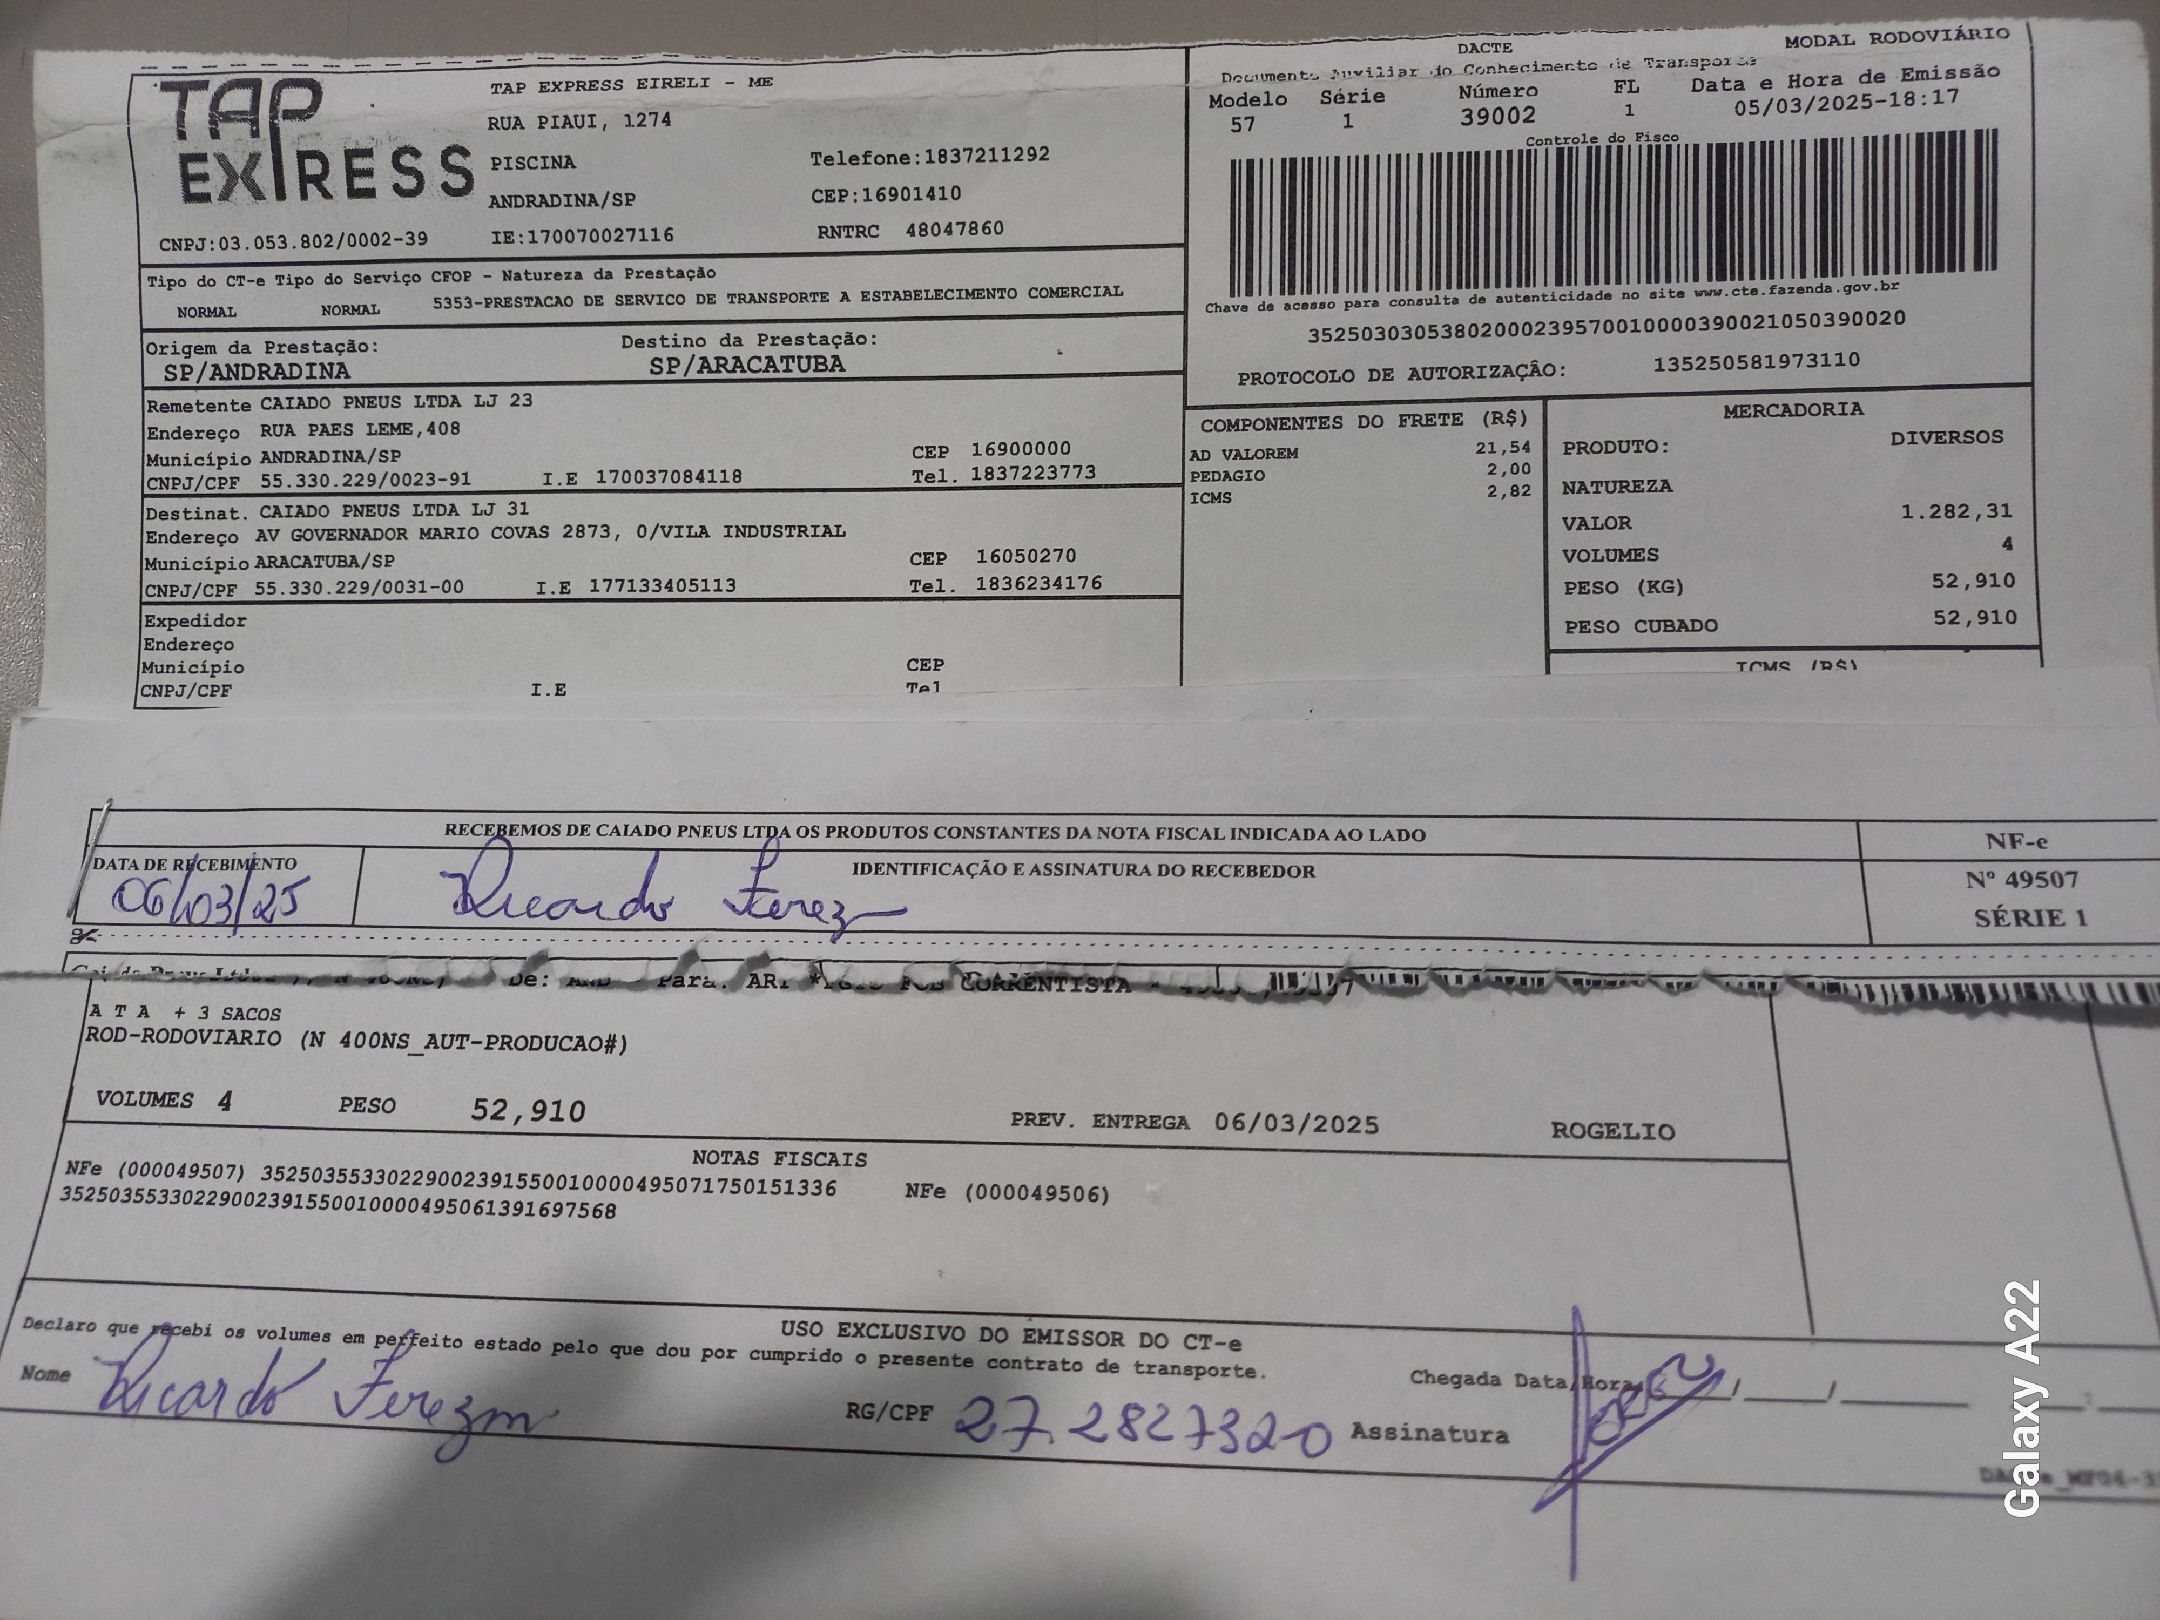 TAP EXPRESS
TAP EXPRESS EIRELI - ME
RUA PIAUI, 1274
PISCINA Telefone:1837211292
ANDRADINA/SP CEP:16901410
CNPJ:03.053.802/0002-39 IE:170070027116 RNTRC 48047860
DACTE MODAL RODOVIÁRIO
Documento Auxiliar do Conhecimento de Transporte
Modelo Série Número FL Data e Hora de Emissão
57 1 39002 1 05/03/2025-18:17
Controle do Fisco
Chave de acesso para consulta de autenticidade no site www.cte.fazenda.gov.br
35250303053802000239570010000390021050390020
PROTOCOLO DE AUTORIZAÇÂO: 135250581973110
Tipo do CT-e Tipo do Serviço CFOP - Natureza da Prestação
NORMAL NORMAL 5353-PRESTACAO DE SERVICO DE TRANSPORTE A ESTABELECIMENTO COMERCIAL
Origem da Prestação: Destino da Prestação:
SP/ANDRADINA SP/ARACATUBA
Remetente CAIADO PNEUS LTDA LJ 23
Endereço RUA PAES LEME,408
Município ANDRADINA/SP CEP 16900000
CNPJ/CPF 55.330.229/0023-91 I.E 170037084118 Tel. 1837223773
Destinat. CAIADO PNEUS LTDA LJ 31
Endereço AV GOVERNADOR MARIO COVAS 2873, 0/VILA INDUSTRIAL
Município ARACATUBA/SP CEP 16050270
CNPJ/CPF 55.330.229/0031-00 I.E 177133405113 Tel. 1836234176
Expedidor
Endereço
Município CEP
CNPJ/CPF I.E Tel
COMPONENTES DO FRETE (R$)
AD VALOREM 21,54
PEDAGIO 2,00
ICMS 2,82
MERCADORIA
PRODUTO: DIVERSOS
NATUREZA
VALOR 1.282,31
VOLUMES 4
PESO (KG) 52,910
PESO CUBADO 52,910
ICMS (R$)
RECEBEMOS DE CAIADO PNEUS LTDA OS PRODUTOS CONSTANTES DA NOTA FISCAL INDICADA AO LADO
NF-e
Nº 49507
SÉRIE 1
DATA DE RECEBIMENTO IDENTIFICAÇÃO E ASSINATURA DO RECEBEDOR
06/03/25 Ricardo Ferez
De: Para: CORRENTISTA
A T A + 3 SACOS
ROD-RODOVIARIO (N 400NS_AUT-PRODUCAO#)
VOLUMES 4 PESO 52,910 PREV. ENTREGA 06/03/2025 ROGELIO
NOTAS FISCAIS
NFe (000049507) 35250355330229002391550010000495071750151336 NFe (000049506)
35250355330229002391550010000495061391697568
USO EXCLUSIVO DO EMISSOR DO CT-e
Declaro que recebi os volumes em perfeito estado pelo que dou por cumprido o presente contrato de transporte.
Nome Ricardo RG/CPF 27.2827320 Assinatura
Chegada Data/Hora
Galaxy A22